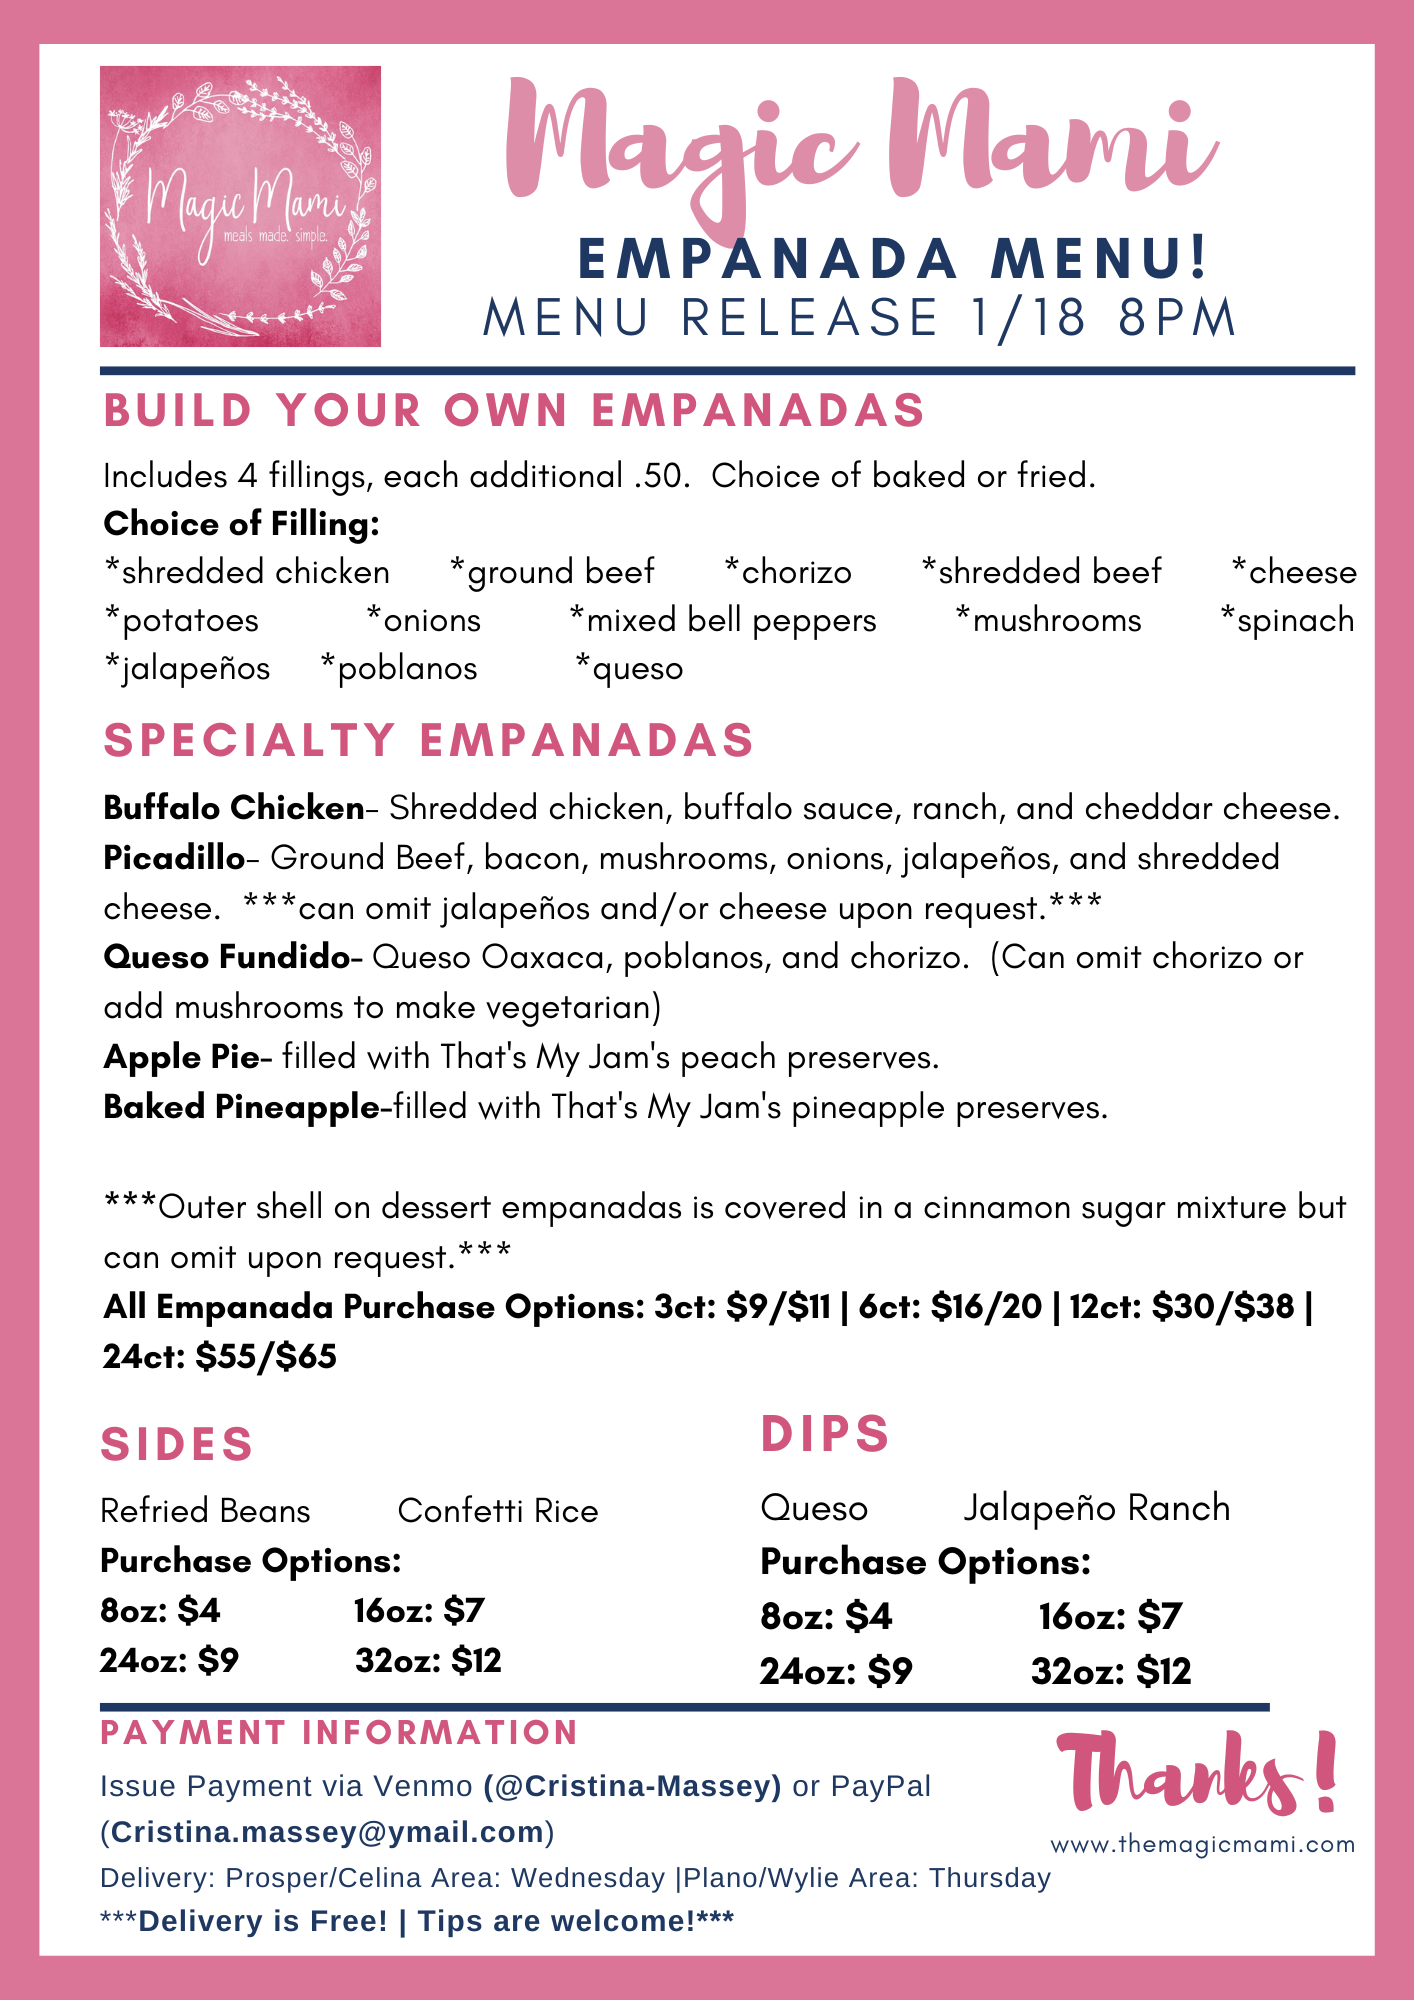 Magic Mami
meals made. simple.
Magic Mami
EMPANADA MENU!
MENU RELEASE 1/18 8PM
BUILD YOUR OWN EMPANADAS
Includes 4 fillings, each additional .50. Choice of baked or fried.
Choice of Filling:
*shredded chicken *ground beef *chorizo *shredded beef *cheese
*potatoes *onions *mixed bell peppers *mushrooms *spinach
*jalapeños *poblanos *queso
SPECIALTY EMPANADAS
Buffalo Chicken- Shredded chicken, buffalo sauce, ranch, and cheddar cheese.
Picadillo- Ground Beef, bacon, mushrooms, onions, jalapeños, and shredded
cheese. ***can omit jalapeños and/or cheese upon request.***
Queso Fundido- Queso Oaxaca, poblanos, and chorizo. (Can omit chorizo or
add mushrooms to make vegetarian)
Apple Pie- filled with That's My Jam's peach preserves.
Baked Pineapple-filled with That's My Jam's pineapple preserves.
***Outer shell on dessert empanadas is covered in a cinnamon sugar mixture but
can omit upon request.***
All Empanada Purchase Options: 3ct: $9/$11 | 6ct: $16/20 | 12ct: $30/$38 |
24ct: $55/$65
SIDES
Refried Beans Confetti Rice
Purchase Options:
8oz: $4 16oz: $7
24oz: $9 32oz: $12
DIPS
Queso Jalapeño Ranch
Purchase Options:
8oz: $4 16oz: $7
24oz: $9 32oz: $12
PAYMENT INFORMATION
Issue Payment via Venmo (@Cristina-Massey) or PayPal
(Cristina.massey@ymail.com)
Delivery: Prosper/Celina Area: Wednesday |Plano/Wylie Area: Thursday
***Delivery is Free! | Tips are welcome!***
Thanks!
www.themagicmami.com